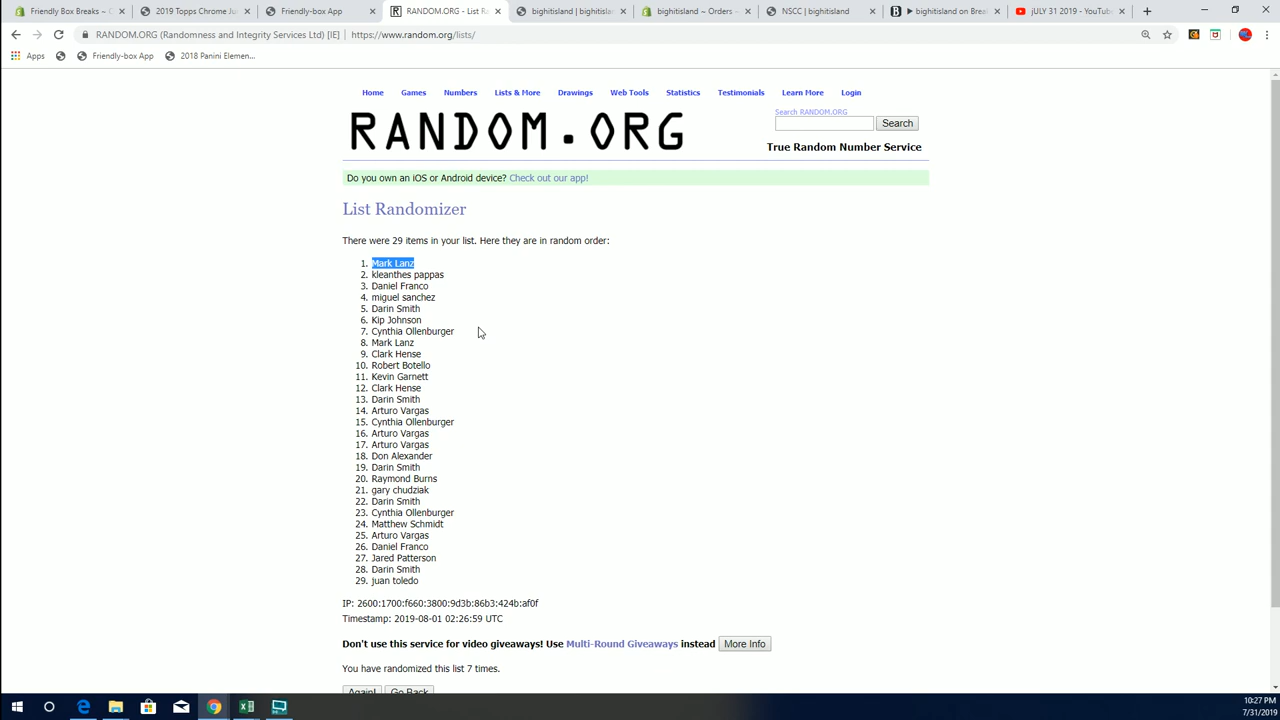 Friendly Box Breaks ~ C
2019 Topps Chrome Ju
Friendly-box App
RANDOM.ORG - List Ra
bighitisland | bighitislan
bighitisland ~ Orders ~
NSCC | bighitisland
bighitisland on Brea
jULY 31 2019 - YouTub
RANDOM.ORG (Randomness and Integrity Services Ltd) [IE] | https://www.random.org/lists/
Apps
Friendly-box App
2018 Panini Elemen...
Home Games Numbers Lists & More Drawings Web Tools Statistics Testimonials Learn More Login
RANDOM.ORG
Search RANDOM.ORG
Search
True Random Number Service
Do you own an iOS or Android device? Check out our app!
List Randomizer
There were 29 items in your list. Here they are in random order:
1. Mark Lanz
2. kleanthes pappas
3. Daniel Franco
4. miguel sanchez
5. Darin Smith
6. Kip Johnson
7. Cynthia Ollenburger
8. Mark Lanz
9. Clark Hense
10. Robert Botello
11. Kevin Garnett
12. Clark Hense
13. Darin Smith
14. Arturo Vargas
15. Cynthia Ollenburger
16. Arturo Vargas
17. Arturo Vargas
18. Don Alexander
19. Darin Smith
20. Raymond Burns
21. gary chudziak
22. Darin Smith
23. Cynthia Ollenburger
24. Matthew Schmidt
25. Arturo Vargas
26. Daniel Franco
27. Jared Patterson
28. Darin Smith
29. juan toledo
IP: 2600:1700:f660:3800:9d3b:86b3:424b:af0f
Timestamp: 2019-08-01 02:26:59 UTC
Don't use this service for video giveaways! Use Multi-Round Giveaways instead More Info
You have randomized this list 7 times.
Again! Go Back
10:27 PM
7/31/2019